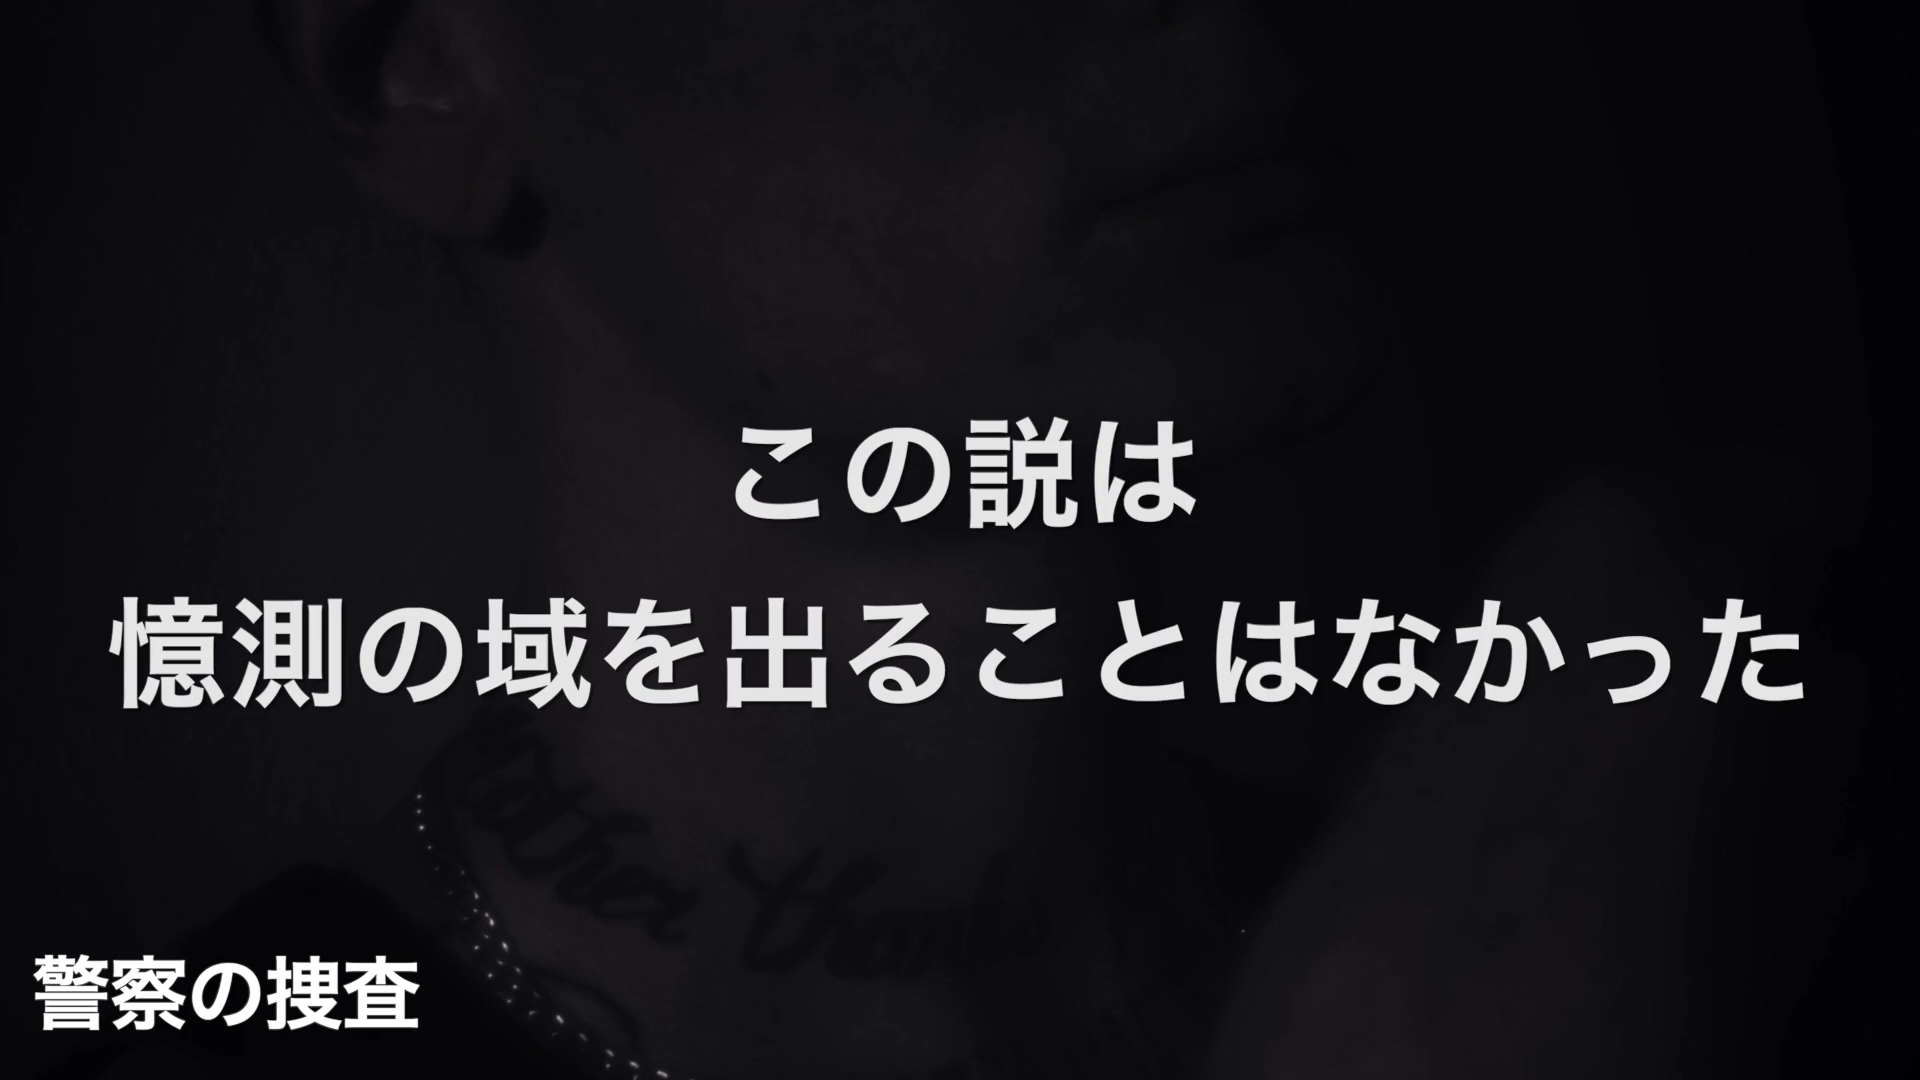 この説は
憶測の域を出ることはなかった
thanks
警察の捜査